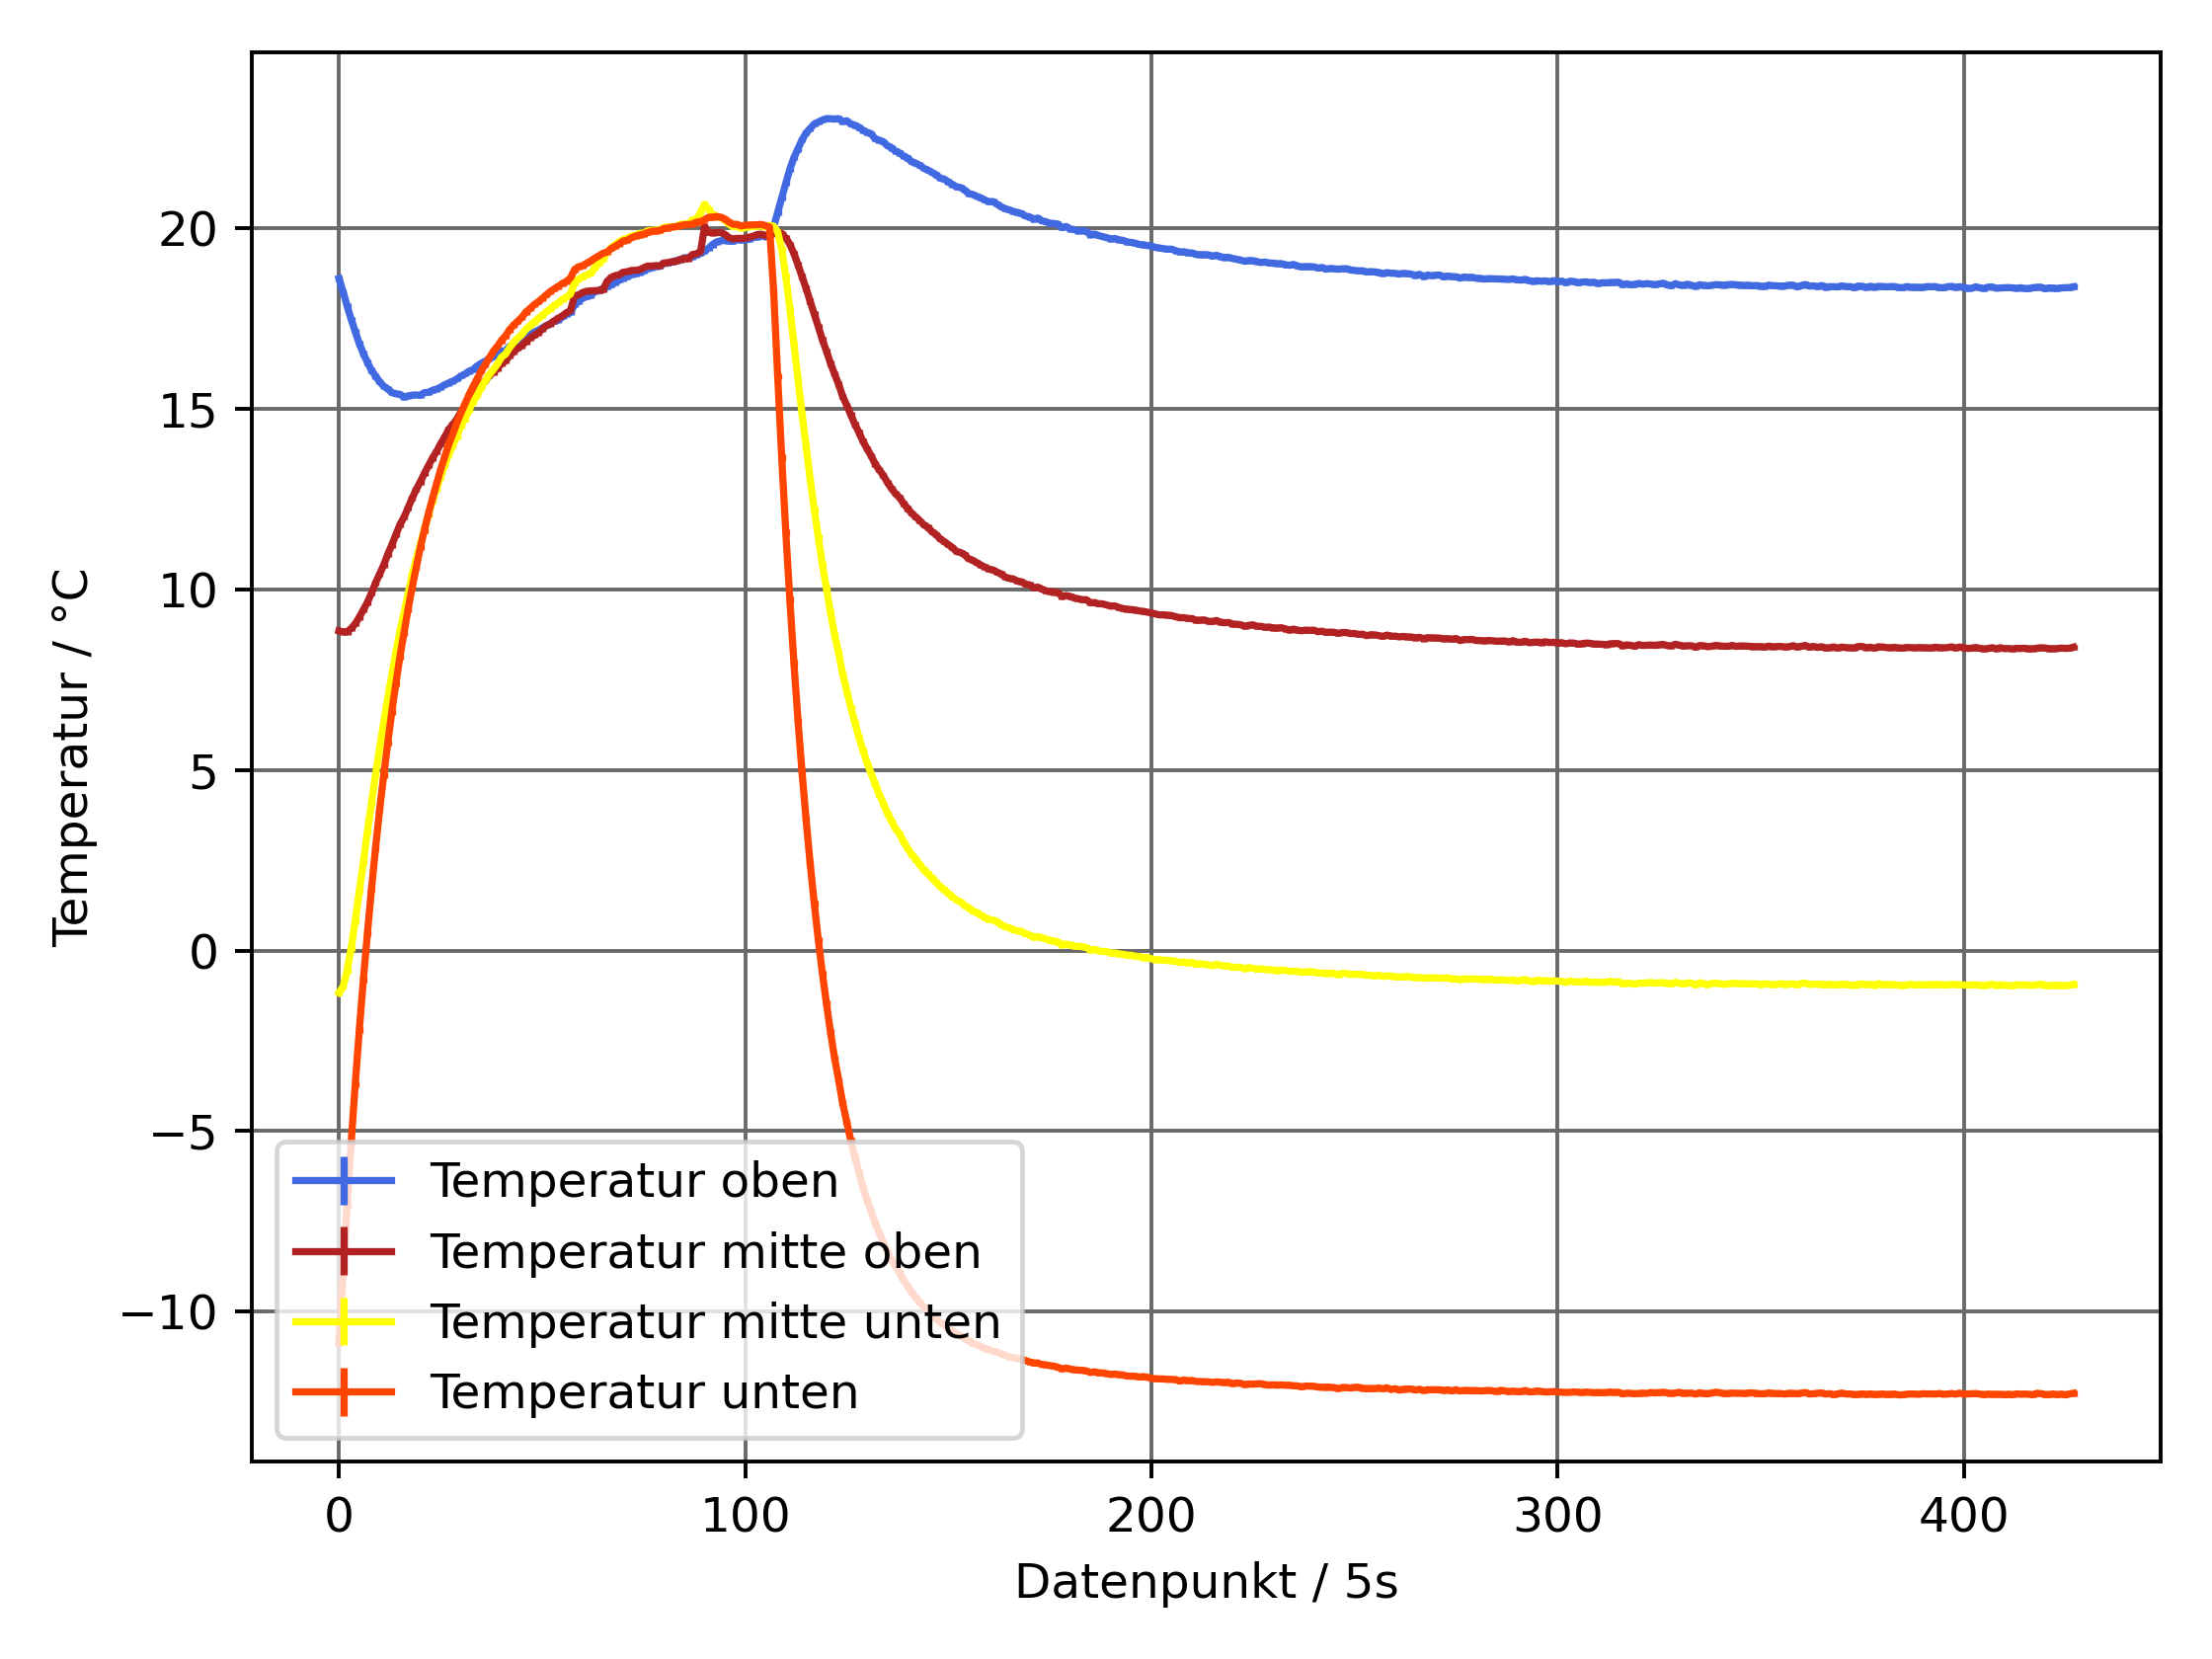 20
15
10
5
0
−5
−10
Temperatur / °C
Temperatur oben
Temperatur mitte oben
Temperatur mitte unten
Temperatur unten
0 100 200 300 400
Datenpunkt / 5s